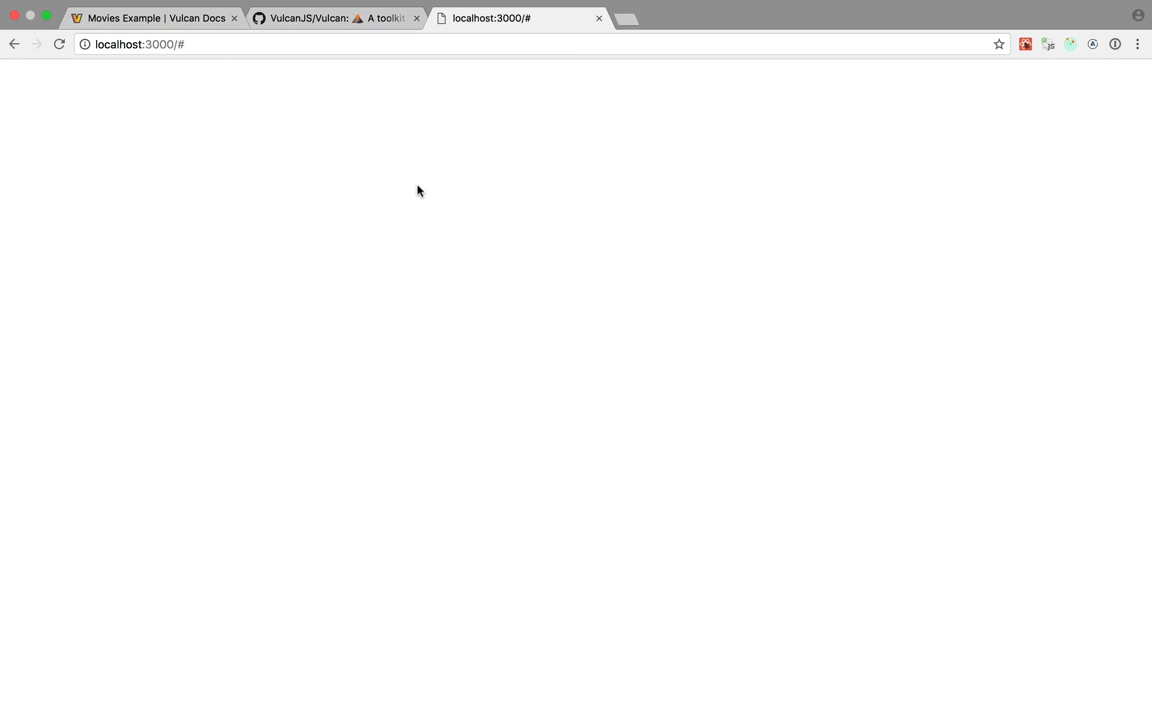 Movies Example | Vulcan Docs
VulcanJS/Vulcan: A toolkit
localhost:3000/#
localhost:3000/#